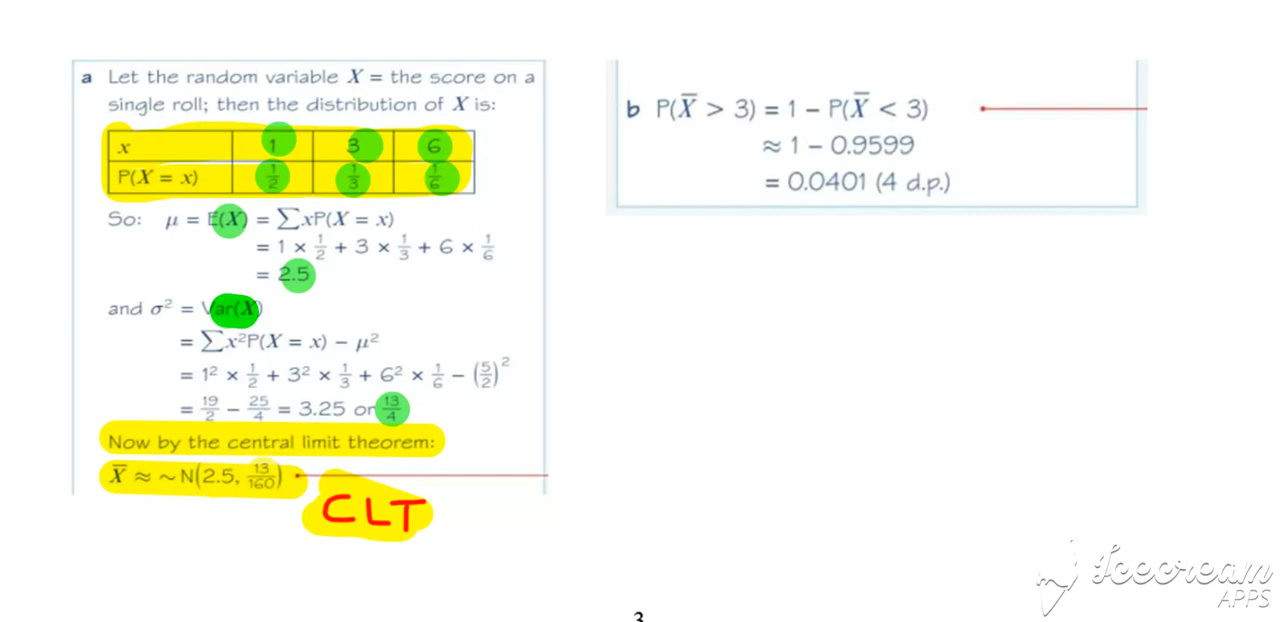 a Let the random variable X = the score on a
single roll; then the distribution of X is:
x 1 3 6
P(X = x) 1/2 1/3 1/6
So: μ = E(X) = ∑xP(X = x)
= 1 × 1/2 + 3 × 1/3 + 6 × 1/6
= 2.5
and σ² = Var(X)
= ∑x²P(X = x) − μ²
= 1² × 1/2 + 3² × 1/3 + 6² × 1/6 − (5/2)²
= 19/2 − 25/4 = 3.25 or 13/4
Now by the central limit theorem:
X̄ ≈ ~ N(2.5, 13/160)
CLT
b P(X̄ > 3) = 1 − P(X̄ < 3)
≈ 1 − 0.9599
= 0.0401 (4 d.p.)
3
Icecream
APPS